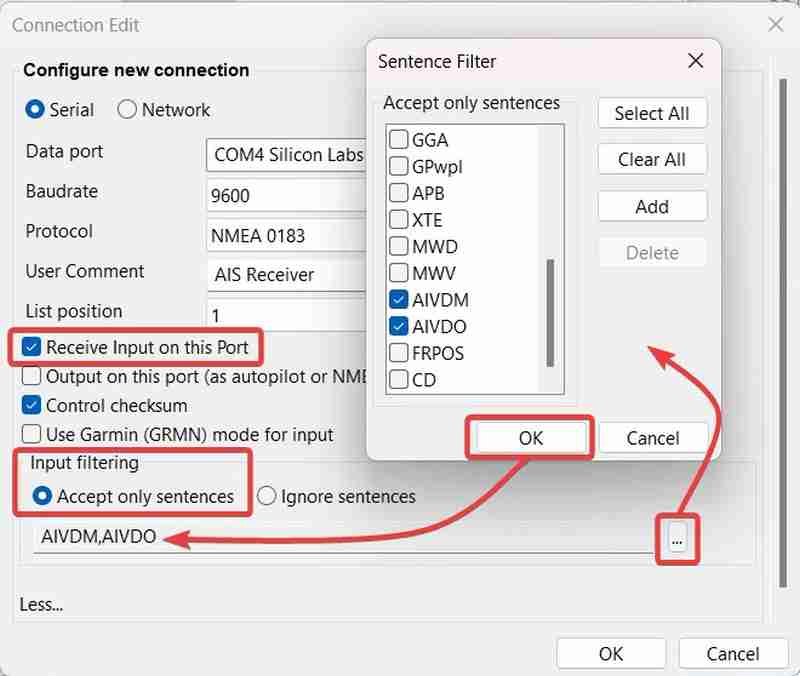 Connection Edit
Configure new connection
Serial Network
Data port COM4 Silicon Labs
Baudrate 9600
Protocol NMEA 0183
User Comment AIS Receiver
List position 1
Receive Input on this Port
Output on this port (as autopilot or NME
Control checksum
Use Garmin (GRMN) mode for input
Input filtering
Accept only sentences Ignore sentences
AIVDM,AIVDO ...
Less...
OK Cancel
Sentence Filter
Accept only sentences
GGA
GPwpl
APB
XTE
MWD
MWV
AIVDM
AIVDO
FRPOS
CD
Select All
Clear All
Add
Delete
OK Cancel